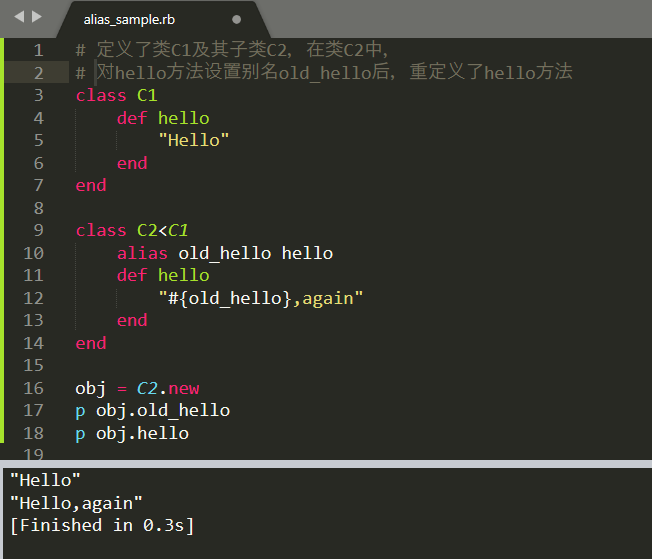 alias_sample.rb
1 # 定义了类C1及其子类C2, 在类C2中,
2 # 对hello方法设置别名old_hello后, 重定义了hello方法
3 class C1
4 def hello
5 "Hello"
6 end
7 end
8
9 class C2<C1
10 alias old_hello hello
11 def hello
12 "#{old_hello},again"
13 end
14 end
15
16 obj = C2.new
17 p obj.old_hello
18 p obj.hello
19
"Hello"
"Hello,again"
[Finished in 0.3s]